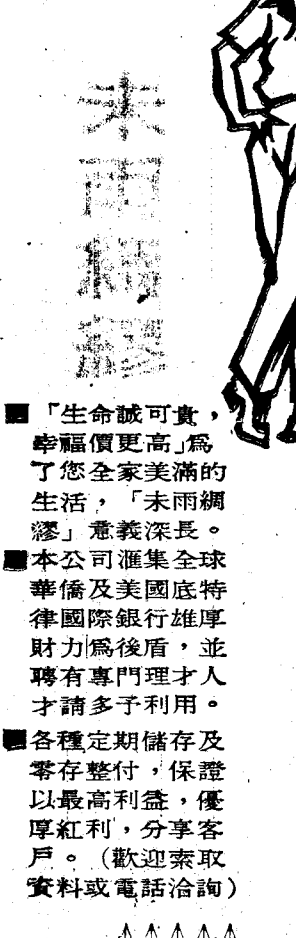 未雨綢繆
■「生命誠可貴，
幸福價更高」為
了您全家美滿的
生活，「未雨綢
繆」意義深長。
■本公司滙集全球
華僑及美國底特
律國際銀行雄厚
財力為後盾，並
聘有專門理才人
才請多予利用。
■各種定期儲存及
零存整付，保證
以最高利益，優
厚紅利，分享客
戶。（歡迎索取
資料或電話洽詢）